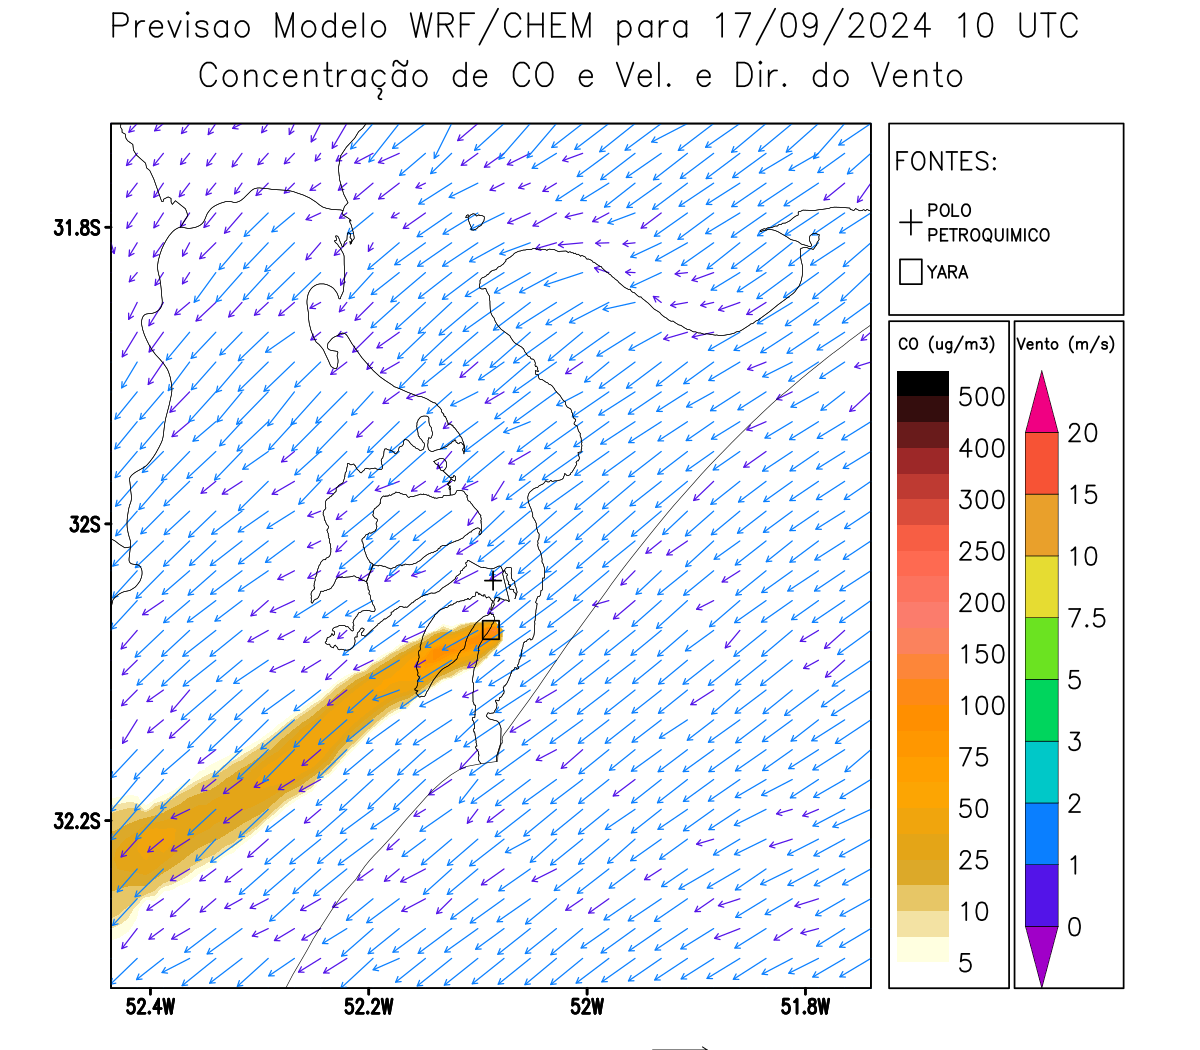 Previsao Modelo WRF/CHEM para 17/09/2024 10 UTC
Concentração de CO e Vel. e Dir. do Vento
FONTES:
POLO
PETROQUIMICO
YARA
31.8S
32S
32.2S
52.4W
52.2W
52W
51.8W
CO (ug/m3)
500
400
300
250
200
150
100
75
50
25
10
5
Vento (m/s)
20
15
10
7.5
5
3
2
1
0